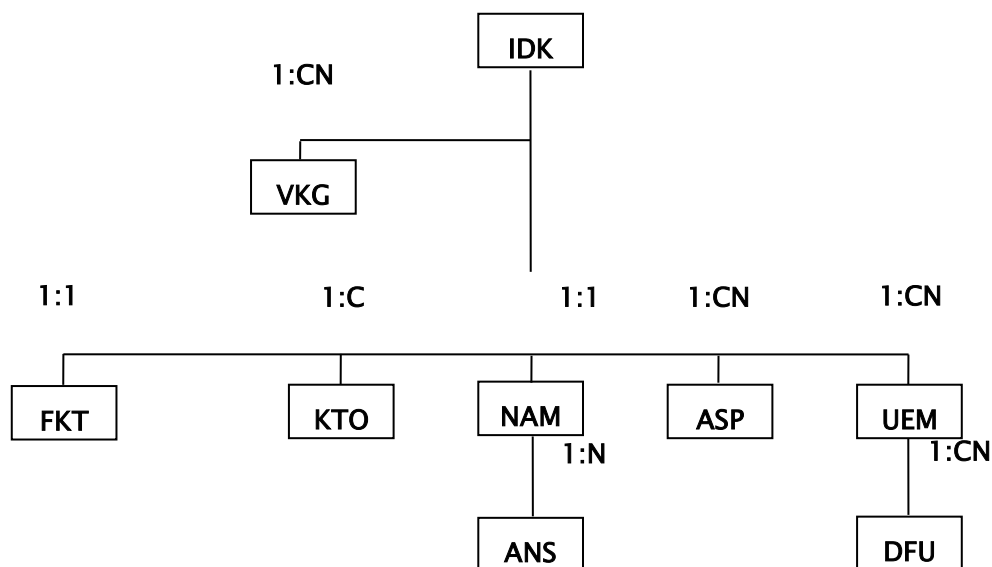 IDK
1:CN
VKG
1:1
1:C
1:1
1:CN
1:CN
FKT
KTO
NAM
ASP
UEM
1:N
1:CN
ANS
DFU